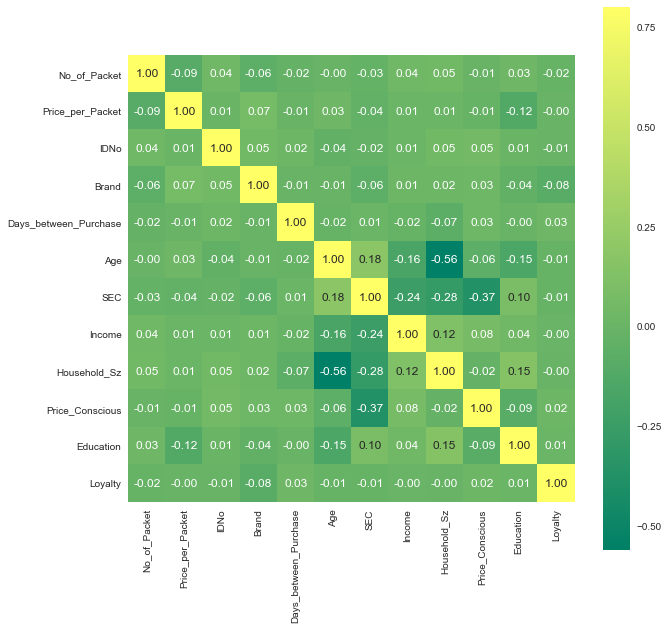 0.75
No_of_Packet 1.00 -0.09 0.04 -0.06 -0.02 -0.00 -0.03 0.04 0.05 -0.01 0.03 -0.02
Price_per_Packet -0.09 1.00 0.01 0.07 -0.01 0.03 -0.04 0.01 0.01 -0.01 -0.12 -0.00
0.50
IDNo 0.04 0.01 1.00 0.05 0.02 -0.04 -0.02 0.01 0.05 0.05 0.01 -0.01
Brand -0.06 0.07 0.05 1.00 -0.01 -0.01 -0.06 0.01 0.02 0.03 -0.04 -0.08
0.25
Days_between_Purchase -0.02 -0.01 0.02 -0.01 1.00 -0.02 0.01 -0.02 -0.07 0.03 -0.00 0.03
Age -0.00 0.03 -0.04 -0.01 -0.02 1.00 0.18 -0.16 -0.56 -0.06 -0.15 -0.01
SEC -0.03 -0.04 -0.02 -0.06 0.01 0.18 1.00 -0.24 -0.28 -0.37 0.10 -0.01
0.00
Income 0.04 0.01 0.01 0.01 -0.02 -0.16 -0.24 1.00 0.12 0.08 0.04 -0.00
Household_Sz 0.05 0.01 0.05 0.02 -0.07 -0.56 -0.28 0.12 1.00 -0.02 0.15 -0.00
Price_Conscious -0.01 -0.01 0.05 0.03 0.03 -0.06 -0.37 0.08 -0.02 1.00 -0.09 0.02
−0.25
Education 0.03 -0.12 0.01 -0.04 -0.00 -0.15 0.10 0.04 0.15 -0.09 1.00 0.01
Loyalty -0.02 -0.00 -0.01 -0.08 0.03 -0.01 -0.01 -0.00 -0.00 0.02 0.01 1.00
−0.50
No_of_Packet
Price_per_Packet
IDNo
Brand
Days_between_Purchase
Age
SEC
Income
Household_Sz
Price_Conscious
Education
Loyalty